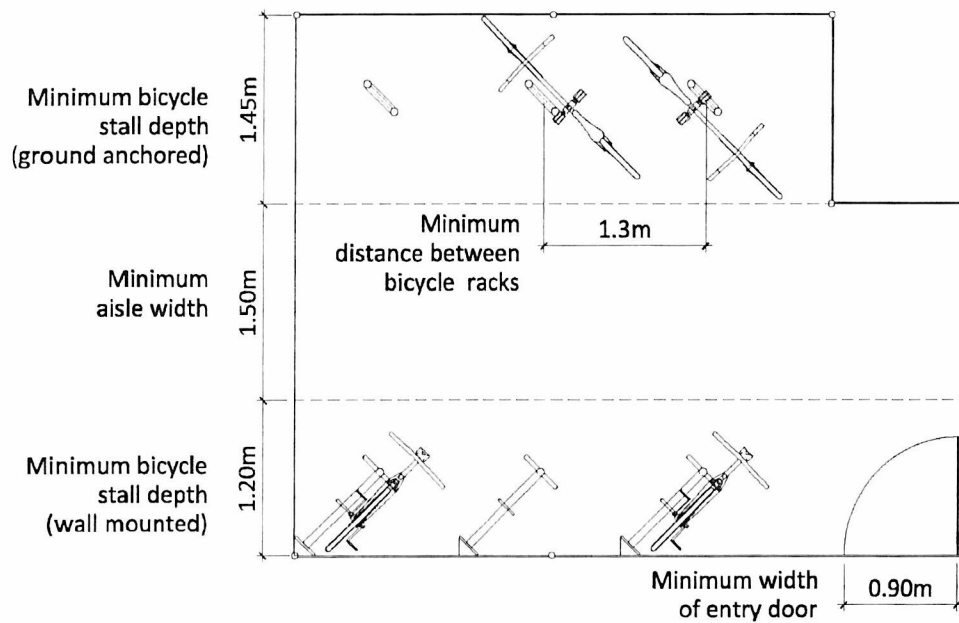 Minimum bicycle
stall depth
(ground anchored)
1.45m
Minimum
distance between
bicycle racks
1.3m
Minimum
aisle width
1.50m
Minimum bicycle
stall depth
(wall mounted)
1.20m
Minimum width
of entry door
0.90m